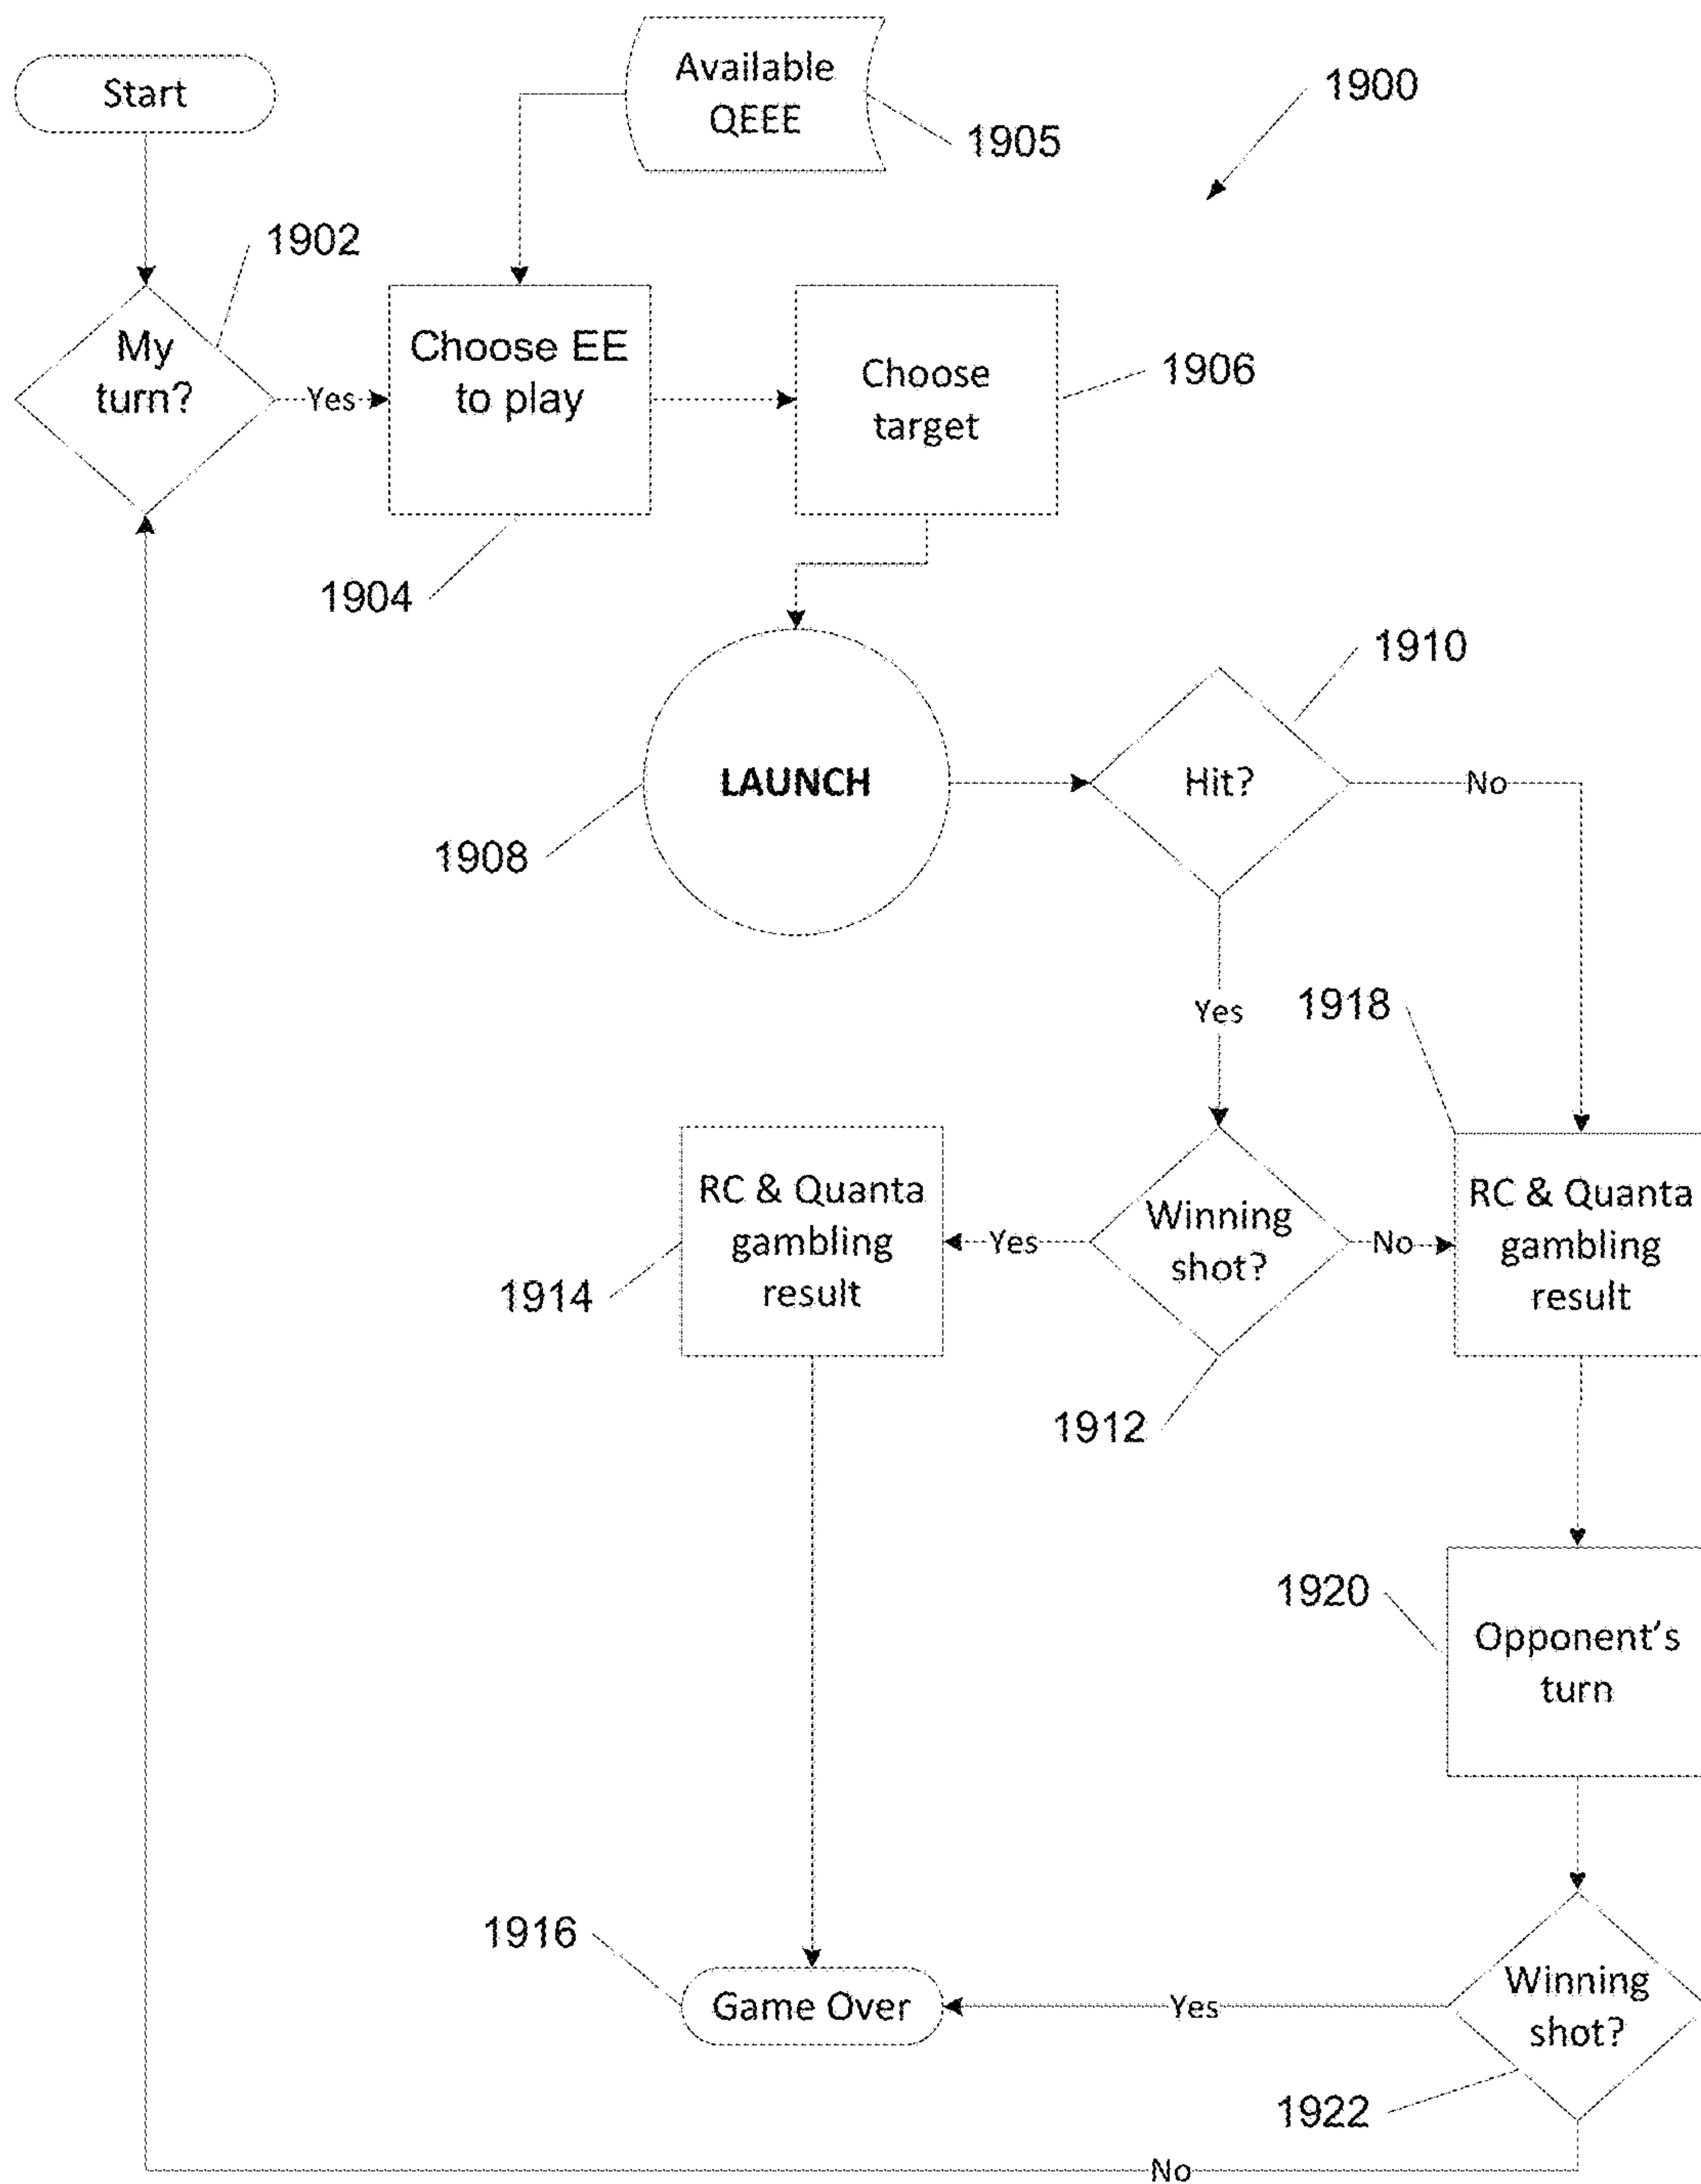 Start
Available
QEEE
1905
1900
1902
My
turn?
Yes
Choose EE
to play
Choose
target
1906
1904
1910
LAUNCH
Hit?
No
1908
Yes
1918
RC & Quanta
gambling
result
Yes
Winning
shot?
No
RC & Quanta
gambling
result
1914
1912
1920
Opponent's
turn
1916
Game Over
Yes
Winning
shot?
1922
No